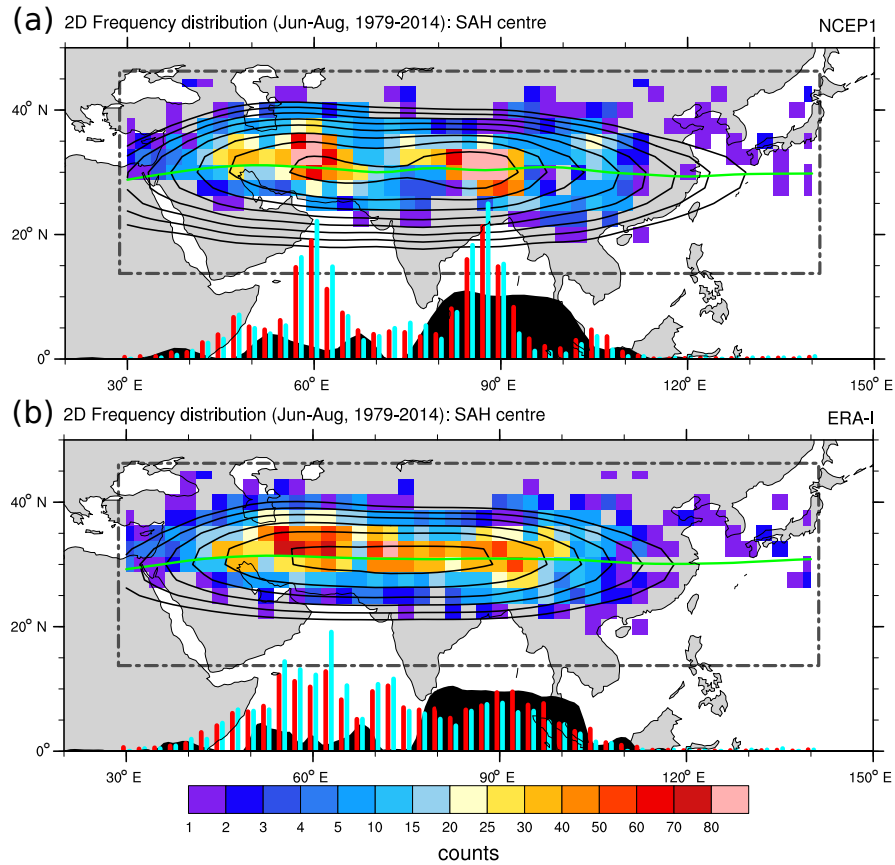 (a) 2D Frequency distribution (Jun-Aug, 1979-2014): SAH centre NCEP1
40° N
20° N
0°
30° E 60° E 90° E 120° E 150° E
(b) 2D Frequency distribution (Jun-Aug, 1979-2014): SAH centre ERA-I
40° N
20° N
0°
30° E 60° E 90° E 120° E 150° E
1 2 3 4 5 10 15 20 25 30 40 50 60 70 80
counts